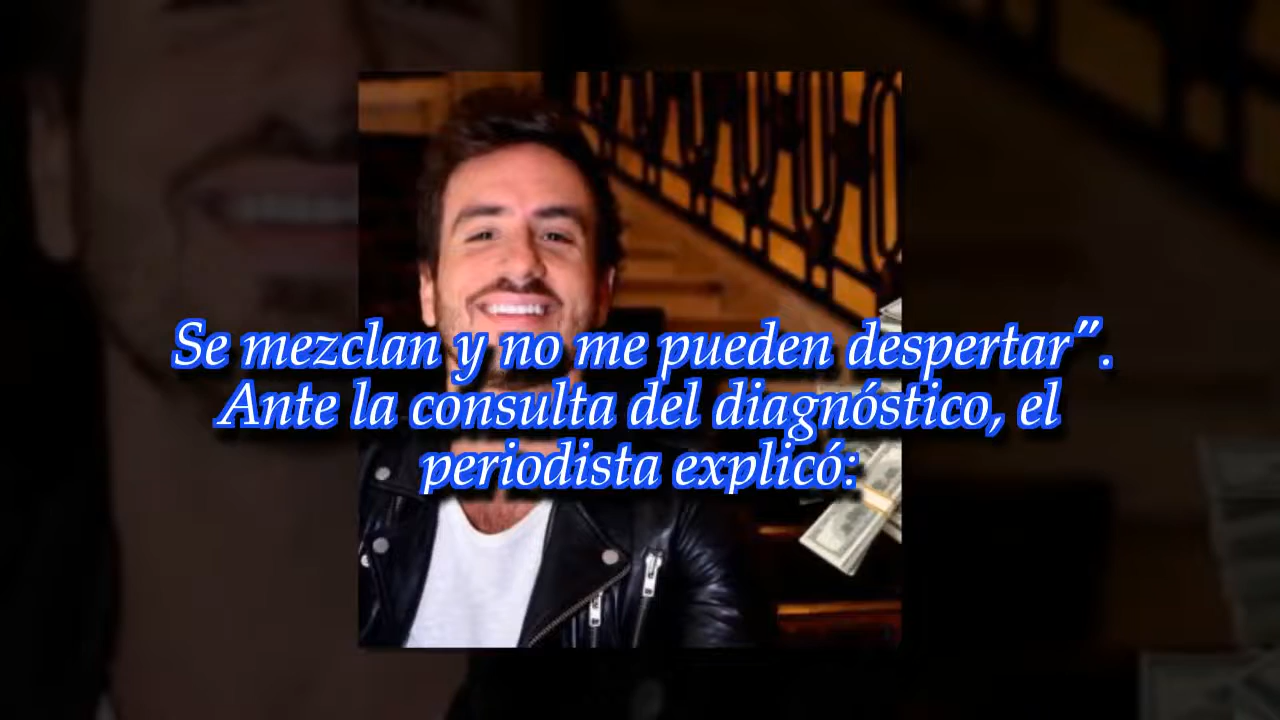 Se mezclan y no me pueden despertar”.
Ante la consulta del diagnóstico, el
periodista explicó: